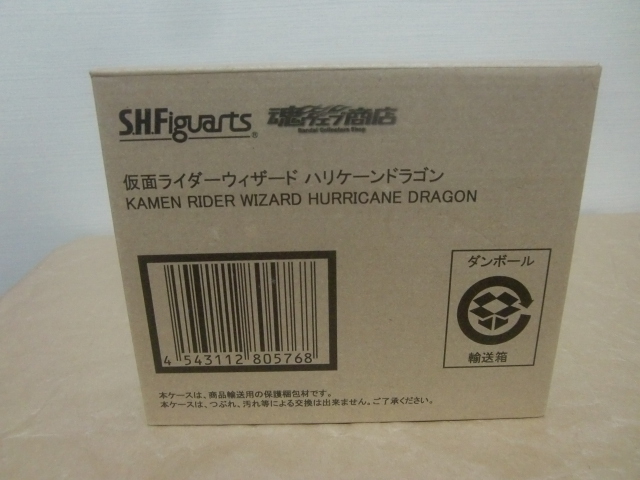 S.H.Figuarts® 魂ウェブ商店
仮面ライダーウィザード ハリケーンドラゴン
KAMEN RIDER WIZARD HURRICANE DRAGON
4 543112 805768
ダンボール
輸送箱
本ケースは、商品輸送用の保護梱包材です。
本ケースは、つぶれ、汚れ等による交換は出来ません。ご了承ください。